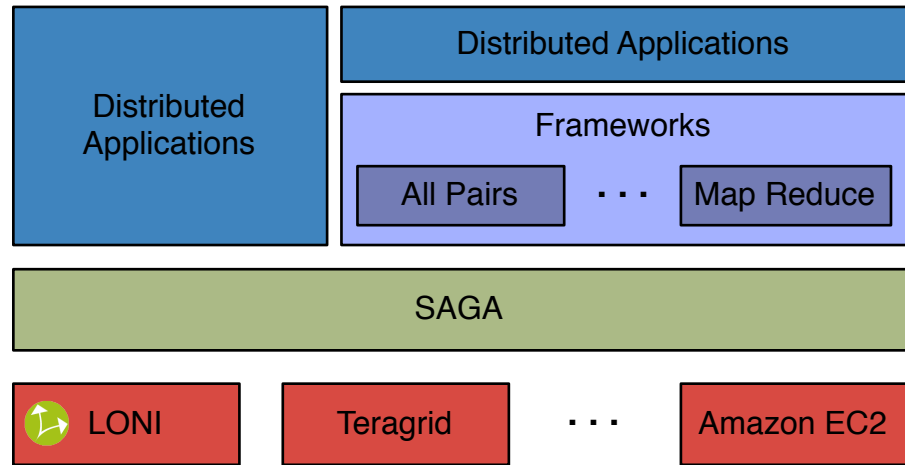 Distributed
Applications
Distributed Applications
Frameworks
All Pairs
. . .
Map Reduce
SAGA
LONI
Teragrid
. . .
Amazon EC2